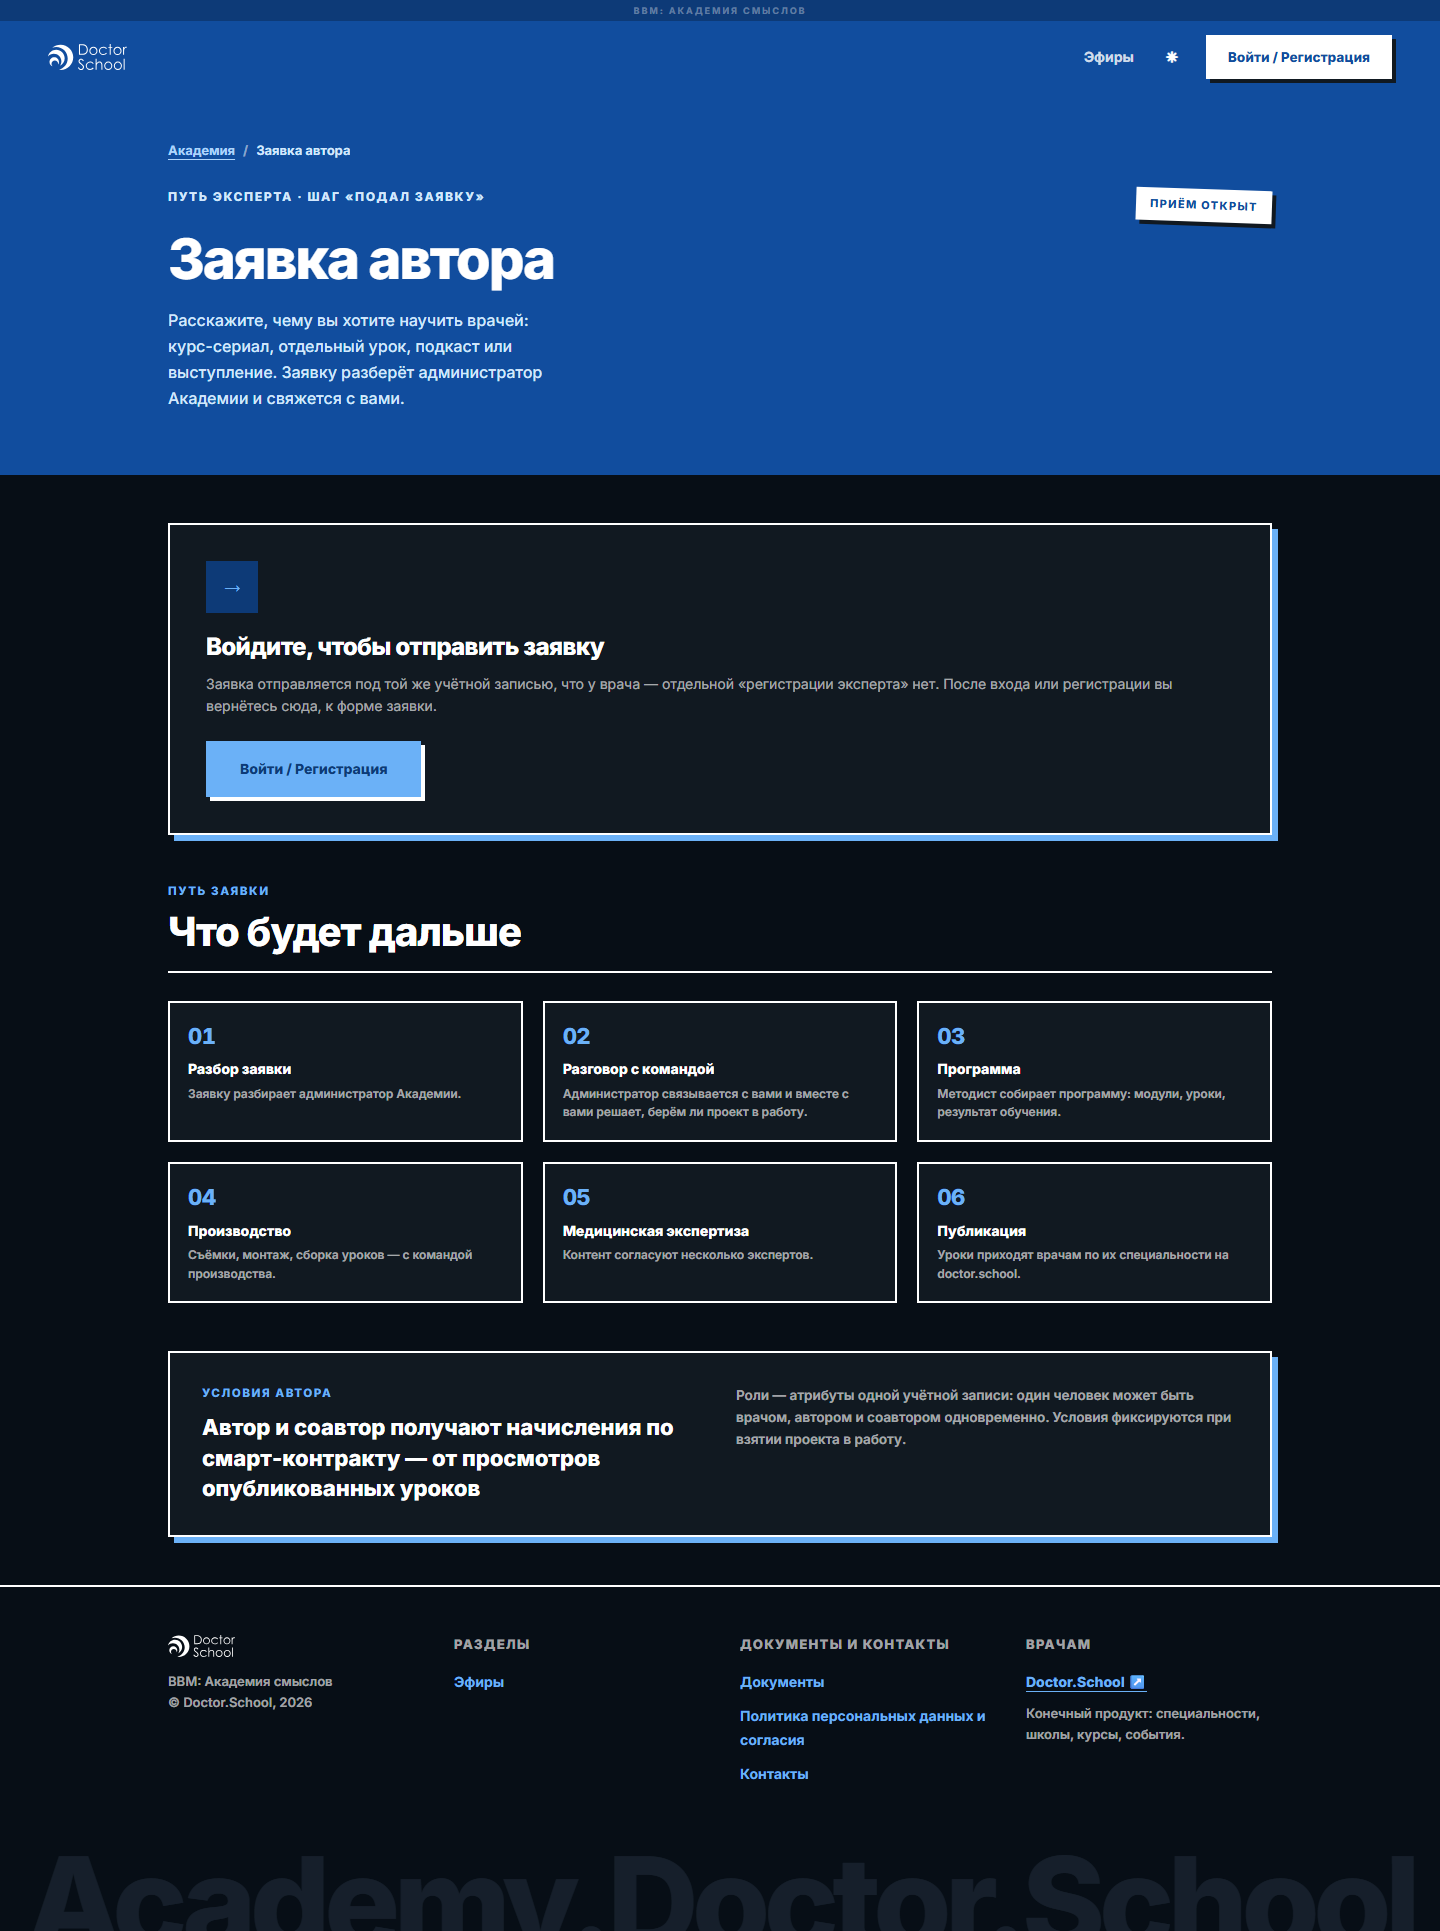 ВВМ: АКАДЕМИЯ СМЫСЛОВ
Doctor
School
Эфиры
Войти / Регистрация
Академия / Заявка автора
ПУТЬ ЭКСПЕРТА · ШАГ «ПОДАЛ ЗАЯВКУ»
ПРИЁМ ОТКРЫТ
Заявка автора
Расскажите, чему вы хотите научить врачей:
курс-сериал, отдельный урок, подкаст или
выступление. Заявку разберёт администратор
Академии и свяжется с вами.
→
Войдите, чтобы отправить заявку
Заявка отправляется под той же учётной записью, что у врача — отдельной «регистрации эксперта» нет. После входа или регистрации вы
вернётесь сюда, к форме заявки.
Войти / Регистрация
ПУТЬ ЗАЯВКИ
Что будет дальше
01
Разбор заявки
Заявку разбирает администратор Академии.
02
Разговор с командой
Администратор связывается с вами и вместе с
вами решает, берём ли проект в работу.
03
Программа
Методист собирает программу: модули, уроки,
результат обучения.
04
Производство
Съёмки, монтаж, сборка уроков — с командой
производства.
05
Медицинская экспертиза
Контент согласуют несколько экспертов.
06
Публикация
Уроки приходят врачам по их специальности на
doctor.school.
УСЛОВИЯ АВТОРА
Автор и соавтор получают начисления по
смарт-контракту — от просмотров
опубликованных уроков
Роли — атрибуты одной учётной записи: один человек может быть
врачом, автором и соавтором одновременно. Условия фиксируются при
взятии проекта в работу.
Doctor
School
ВВМ: Академия смыслов
© Doctor.School, 2026
РАЗДЕЛЫ
Эфиры
ДОКУМЕНТЫ И КОНТАКТЫ
Документы
Политика персональных данных и
согласия
Контакты
ВРАЧАМ
Doctor.School ↗
Конечный продукт: специальности,
школы, курсы, события.
Academy.Doctor.School